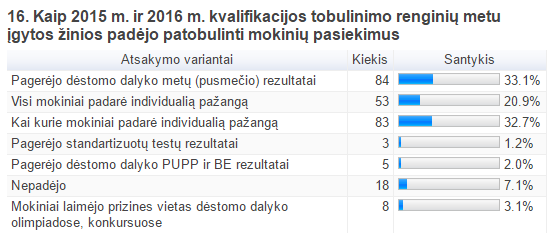 16. Kaip 2015 m. ir 2016 m. kvalifikacijos tobulinimo renginių metu
įgytos žinios padėjo patobulinti mokinių pasiekimus
Atsakymo variantai Kiekis Santykis
Pagerėjo dėstomo dalyko metų (pusmečio) rezultatai 84 33.1%
Visi mokiniai padarė individualią pažangą 53 20.9%
Kai kurie mokiniai padarė individualią pažangą 83 32.7%
Pagerėjo standartizuotų testų rezultatai 3 1.2%
Pagerėjo dėstomo dalyko PUPP ir BE rezultatai 5 2.0%
Nepadėjo 18 7.1%
Mokiniai laimėjo prizines vietas dėstomo dalyko 8 3.1%
olimpiadose, konkursuose